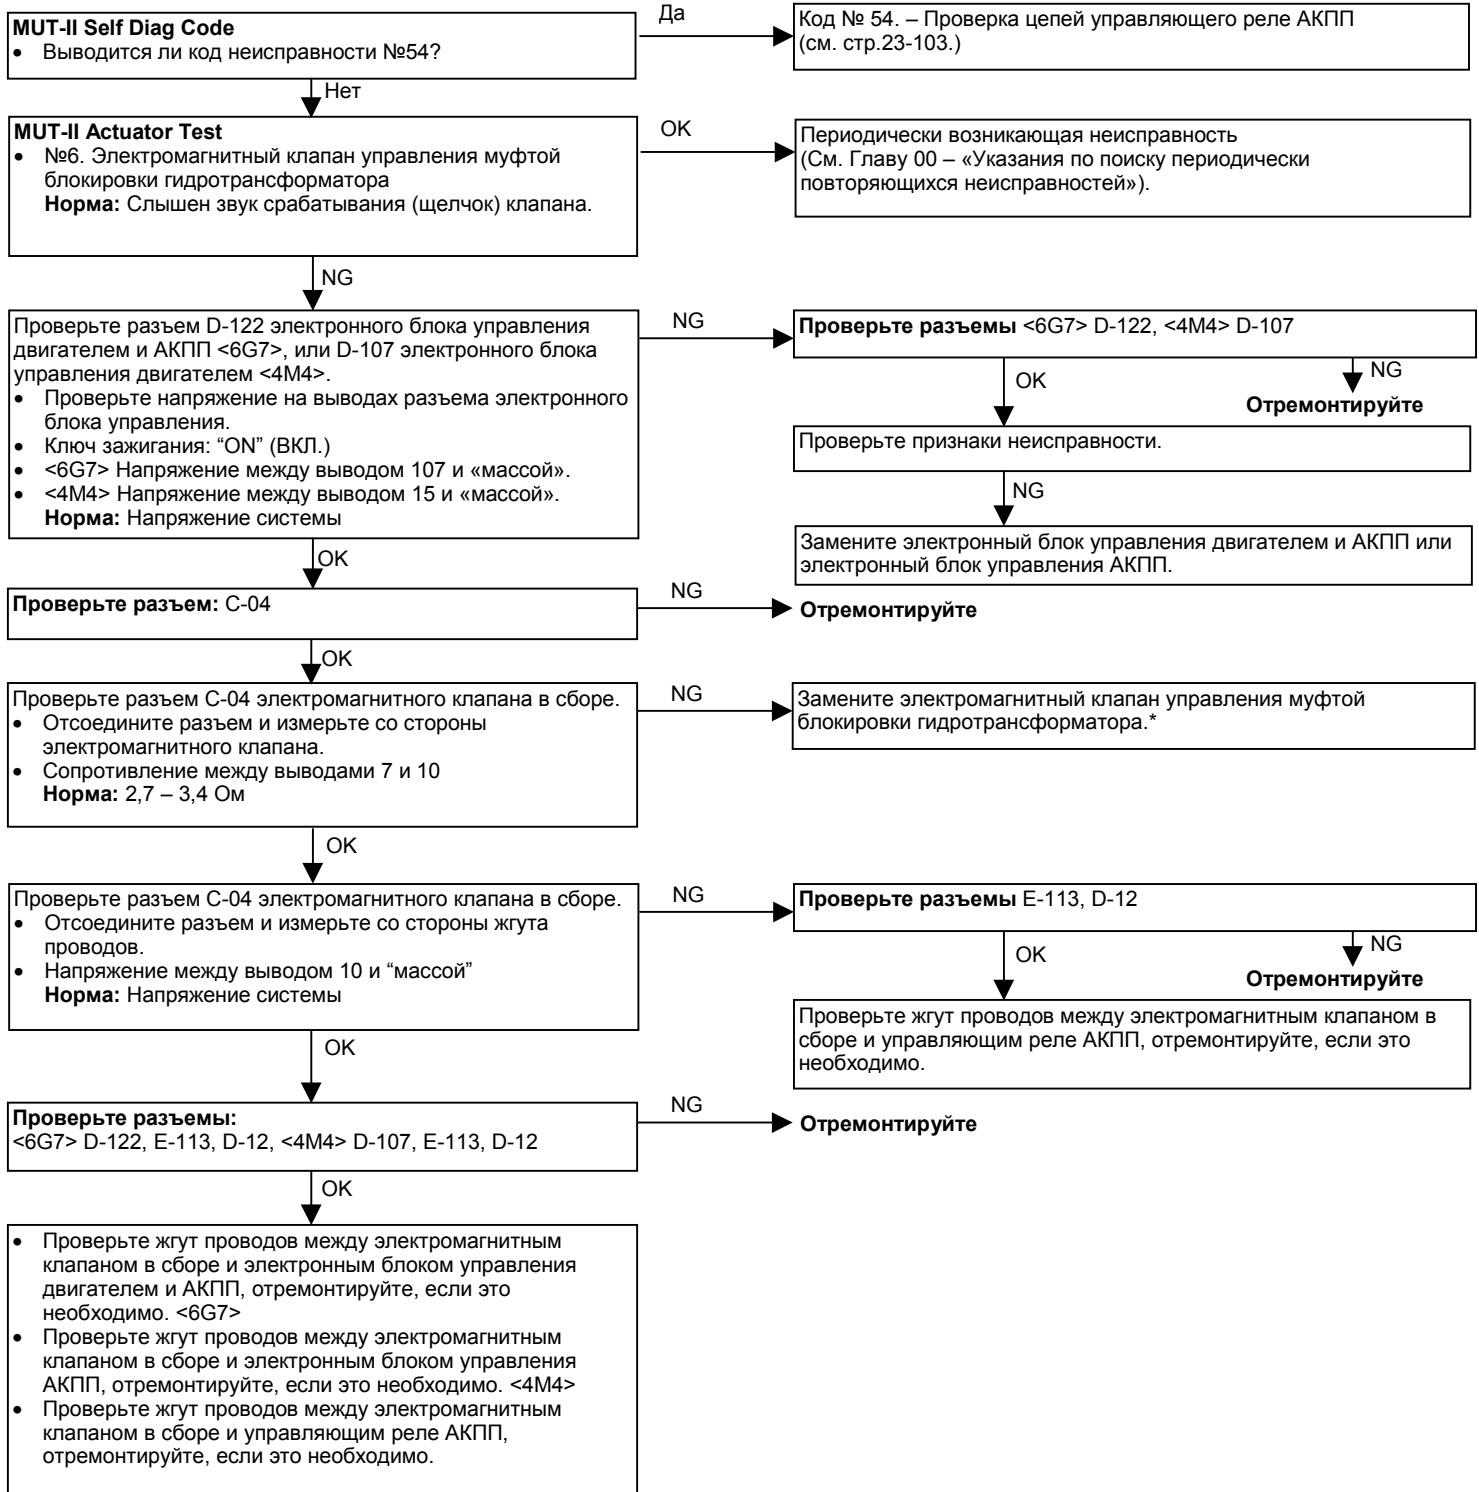 MUT-II Self Diag Code
• Выводится ли код неисправности №54?
Да
Код № 54. – Проверка цепей управляющего реле АКПП
(см. стр.23-103.)
Нет
MUT-II Actuator Test
• №6. Электромагнитный клапан управления муфтой
блокировки гидротрансформатора
Норма: Слышен звук срабатывания (щелчок) клапана.
OK
Периодически возникающая неисправность
(См. Главу 00 – «Указания по поиску периодически
повторяющихся неисправностей»).
NG
Проверьте разъем D-122 электронного блока управления
двигателем и АКПП <6G7>, или D-107 электронного блока
управления двигателем <4M4>.
• Проверьте напряжение на выводах разъема электронного
блока управления.
• Ключ зажигания: “ON” (ВКЛ.)
• <6G7> Напряжение между выводом 107 и «массой».
• <4M4> Напряжение между выводом 15 и «массой».
Норма: Напряжение системы
NG
Проверьте разъемы <6G7> D-122, <4M4> D-107
OK
NG
Отремонтируйте
Проверьте признаки неисправности.
NG
Замените электронный блок управления двигателем и АКПП или
электронный блок управления АКПП.
OK
Проверьте разъем: C-04
NG
Отремонтируйте
OK
Проверьте разъем C-04 электромагнитного клапана в сборе.
• Отсоедините разъем и измерьте со стороны
электромагнитного клапана.
• Сопротивление между выводами 7 и 10
Норма: 2,7 – 3,4 Ом
NG
Замените электромагнитный клапан управления муфтой
блокировки гидротрансформатора.*
OK
Проверьте разъем C-04 электромагнитного клапана в сборе.
• Отсоедините разъем и измерьте со стороны жгута
проводов.
• Напряжение между выводом 10 и “массой”
Норма: Напряжение системы
NG
Проверьте разъемы E-113, D-12
OK
NG
Отремонтируйте
Проверьте жгут проводов между электромагнитным клапаном в
сборе и управляющим реле АКПП, отремонтируйте, если это
необходимо.
OK
Проверьте разъемы:
<6G7> D-122, E-113, D-12, <4M4> D-107, E-113, D-12
NG
Отремонтируйте
OK
• Проверьте жгут проводов между электромагнитным
клапаном в сборе и электронным блоком управления
двигателем и АКПП, отремонтируйте, если это
необходимо. <6G7>
• Проверьте жгут проводов между электромагнитным
клапаном в сборе и электронным блоком управления
АКПП, отремонтируйте, если это необходимо. <4M4>
• Проверьте жгут проводов между электромагнитным
клапаном в сборе и управляющим реле АКПП,
отремонтируйте, если это необходимо.